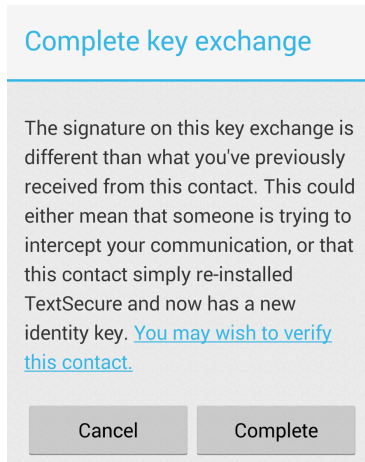 Complete key exchange
The signature on this key exchange is
different than what you've previously
received from this contact. This could
either mean that someone is trying to
intercept your communication, or that
this contact simply re-installed
TextSecure and now has a new
identity key. You may wish to verify
this contact.
Cancel Complete